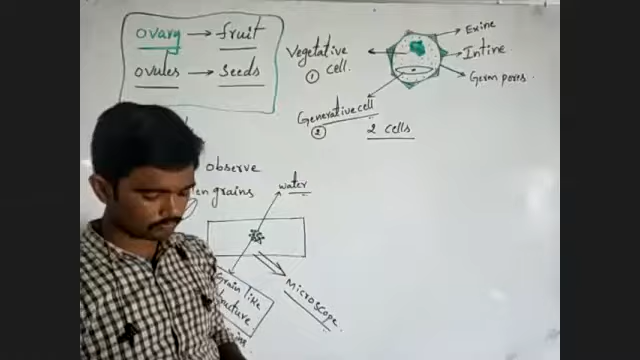 ovary → fruit
ovules → seeds
Vegetative
① cell.
Exine
Intine
Germ pores.
Generative cell
②
2 cells
observe
grains
water
Microscope.
Grain like
structure